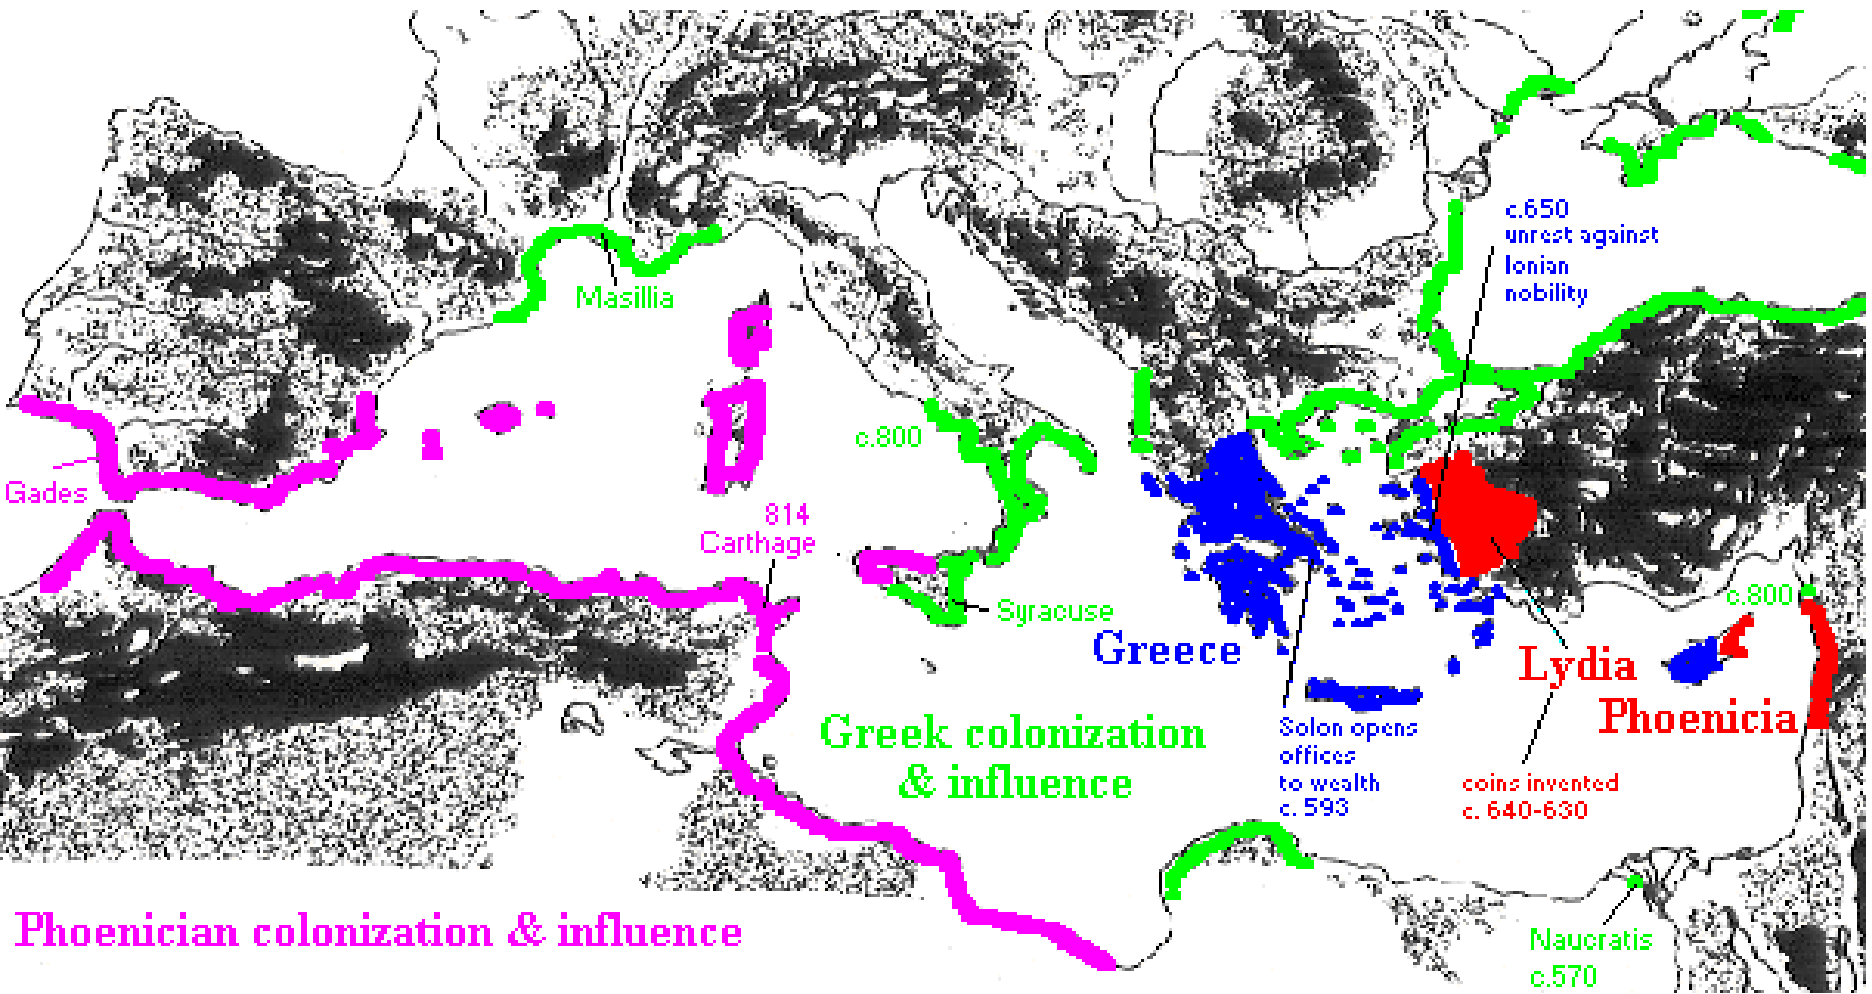 c.650
unrest against
Ionian
nobility
Masillia
c.800
Gades
814
Carthage
Syracuse
c.800
Greece
Lydia
Phoenicia
Greek colonization
& influence
Solon opens
offices
to wealth
c. 593
coins invented
c. 640-630
Phoenician colonization & influence
Naucratis
c.570